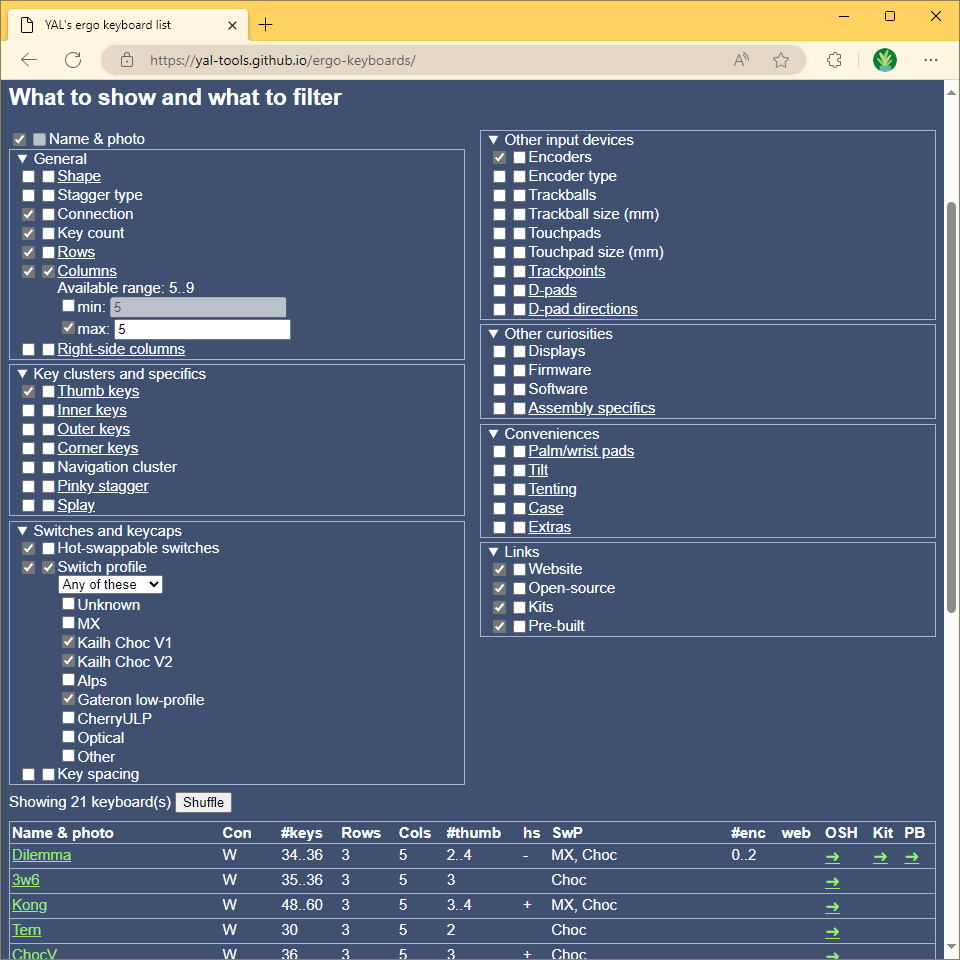 YAL's ergo keyboard list
https://yal-tools.github.io/ergo-keyboards/
What to show and what to filter
Name & photo
General
Shape
Stagger type
Connection
Key count
Rows
Columns
Available range: 5..9
min: 5
max: 5
Right-side columns
Key clusters and specifics
Thumb keys
Inner keys
Outer keys
Corner keys
Navigation cluster
Pinky stagger
Splay
Switches and keycaps
Hot-swappable switches
Switch profile
Any of these
Unknown
MX
Kailh Choc V1
Kailh Choc V2
Alps
Gateron low-profile
CherryULP
Optical
Other
Key spacing
Other input devices
Encoders
Encoder type
Trackballs
Trackball size (mm)
Touchpads
Touchpad size (mm)
Trackpoints
D-pads
D-pad directions
Other curiosities
Displays
Firmware
Software
Assembly specifics
Conveniences
Palm/wrist pads
Tilt
Tenting
Case
Extras
Links
Website
Open-source
Kits
Pre-built
Showing 21 keyboard(s) Shuffle
Name & photo Con #keys Rows Cols #thumb hs SwP #enc web OSH Kit PB
Dilemma W 34..36 3 5 2..4 - MX, Choc 0..2 → → →
3w6 W 35..36 3 5 3 Choc →
Kong W 48..60 3 5 3..4 + MX, Choc →
Tern W 30 3 5 2 Choc →
ChocV W 36 3 5 3 + Choc →